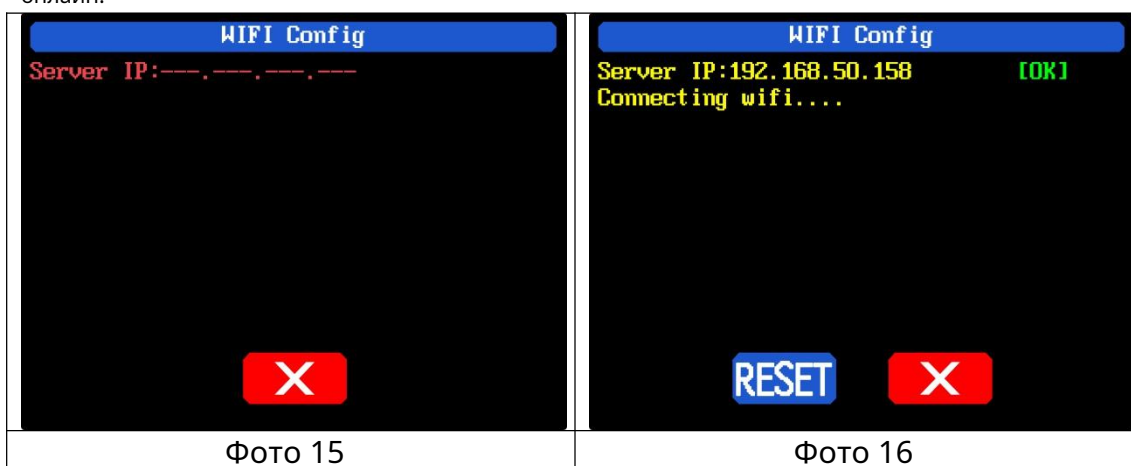 онлайн.
WIFI Config
Server IP:---.---.---.---
X
Фото 15
WIFI Config
Server IP:192.168.50.158 [OK]
Connecting wifi....
RESET X
Фото 16